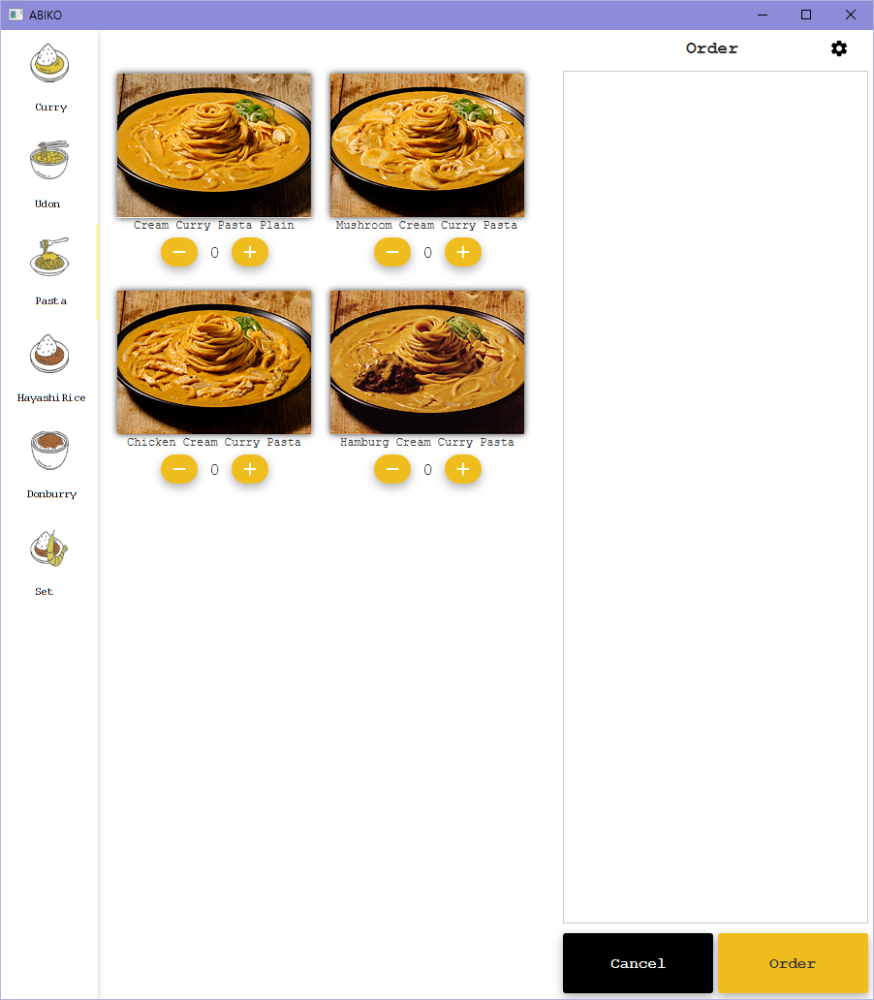 ABIKO
Order
Curry
Udon
Pasta
HayashiRice
Donburry
Set
Cream Curry Pasta Plain
0
Mushroom Cream Curry Pasta
0
Chicken Cream Curry Pasta
0
Hamburg Cream Curry Pasta
0
Cancel
Order